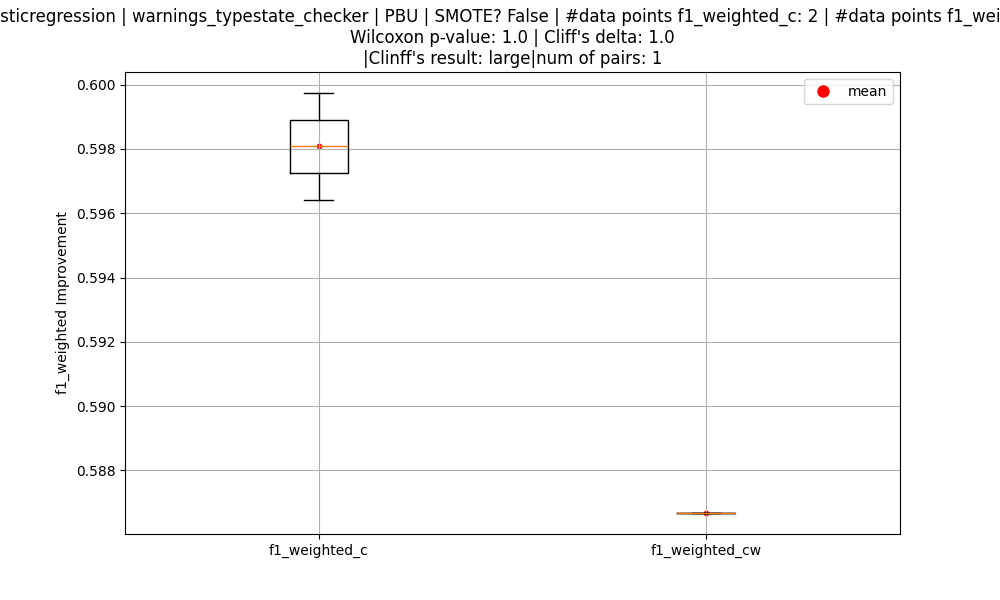 sticregression | warnings_typestate_checker | PBU | SMOTE? False | #data points f1_weighted_c: 2 | #data points f1_wei
Wilcoxon p-value: 1.0 | Cliff's delta: 1.0
|Clinff's result: large|num of pairs: 1
mean
0.600
0.598
0.596
0.594
0.592
0.590
0.588
f1_weighted Improvement
f1_weighted_c
f1_weighted_cw